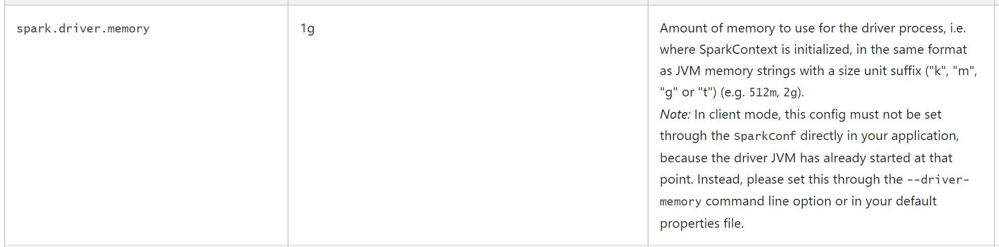 spark.driver.memory
1g
Amount of memory to use for the driver process, i.e.
where SparkContext is initialized, in the same format
as JVM memory strings with a size unit suffix ("k", "m",
"g" or "t") (e.g. 512m, 2g).
Note: In client mode, this config must not be set
through the SparkConf directly in your application,
because the driver JVM has already started at that
point. Instead, please set this through the --driver-
memory command line option or in your default
properties file.